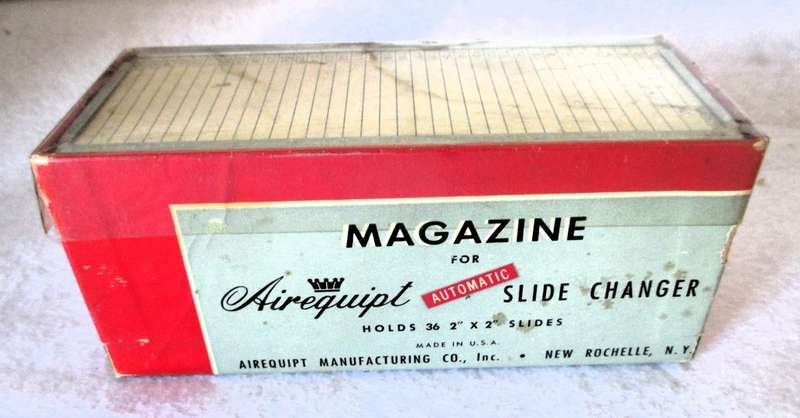 MAGAZINE
FOR
Airequipt AUTOMATIC SLIDE CHANGER
HOLDS 36 2" X 2" SLIDES
MADE IN U.S.A.
AIREQUIPT MANUFACTURING CO., Inc. • NEW ROCHELLE, N.Y.